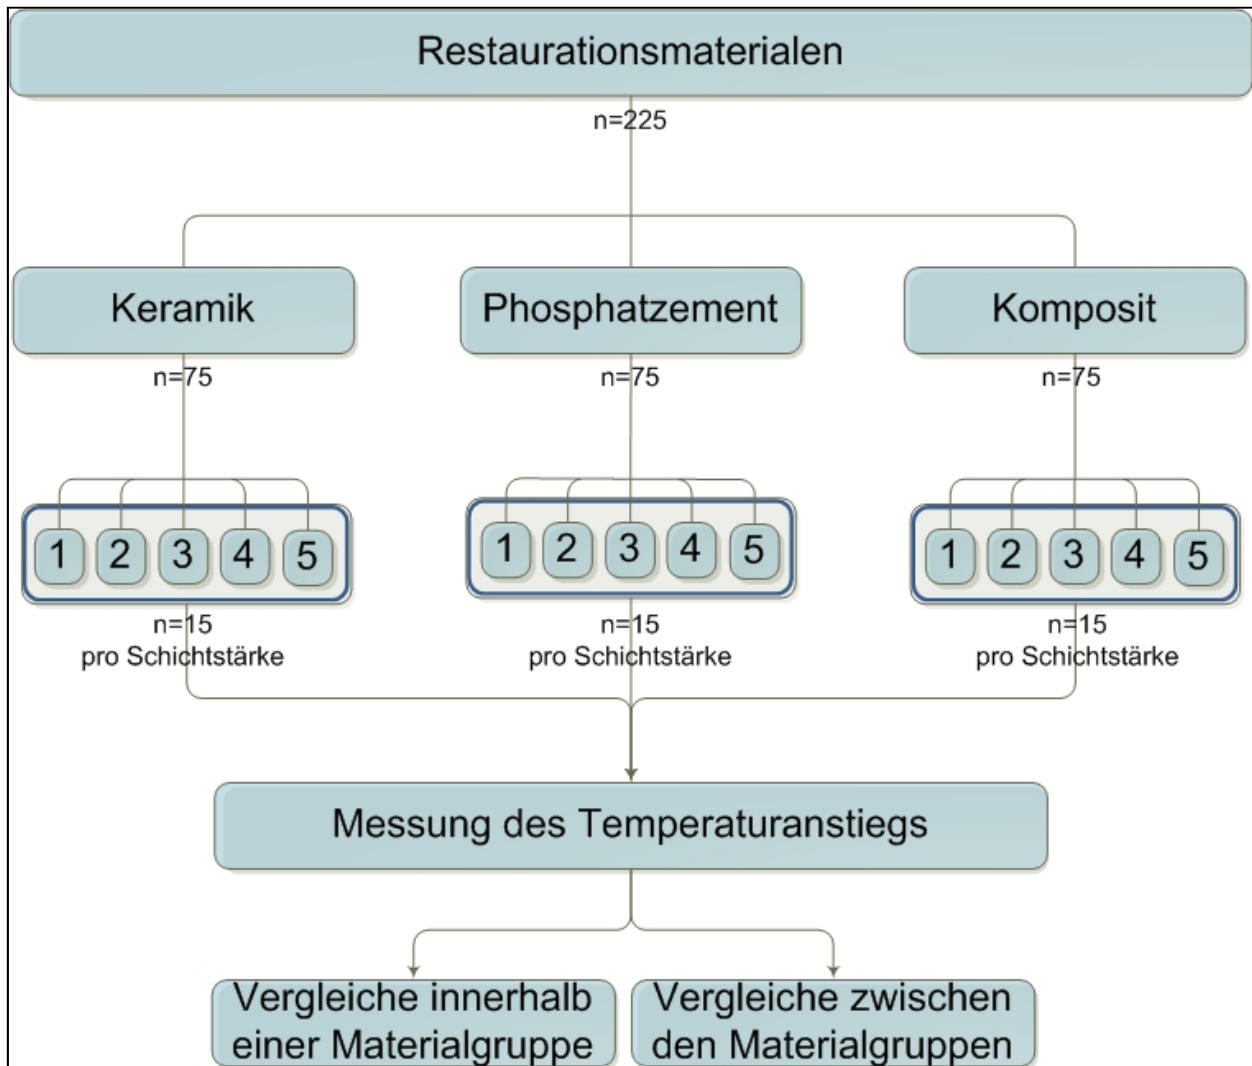 Restaurationsmaterialen
n=225
Keramik
Phosphatzement
Komposit
n=75
n=75
n=75
1 2 3 4 5
1 2 3 4 5
1 2 3 4 5
n=15
pro Schichtstärke
n=15
pro Schichtstärke
n=15
pro Schichtstärke
Messung des Temperaturanstiegs
Vergleiche innerhalb
einer Materialgruppe
Vergleiche zwischen
den Materialgruppen